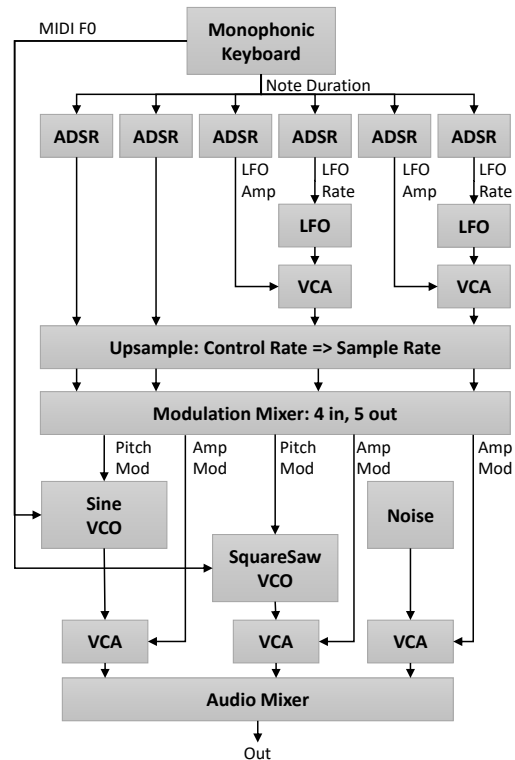 MIDI F0
Monophonic
Keyboard
Note Duration
ADSR
ADSR
ADSR
ADSR
ADSR
ADSR
LFO
Amp
LFO
Rate
LFO
Amp
LFO
Rate
LFO
LFO
VCA
VCA
Upsample: Control Rate => Sample Rate
Modulation Mixer: 4 in, 5 out
Pitch
Mod
Amp
Mod
Pitch
Mod
Amp
Mod
Amp
Mod
Sine
VCO
Noise
SquareSaw
VCO
VCA
VCA
VCA
Audio Mixer
Out